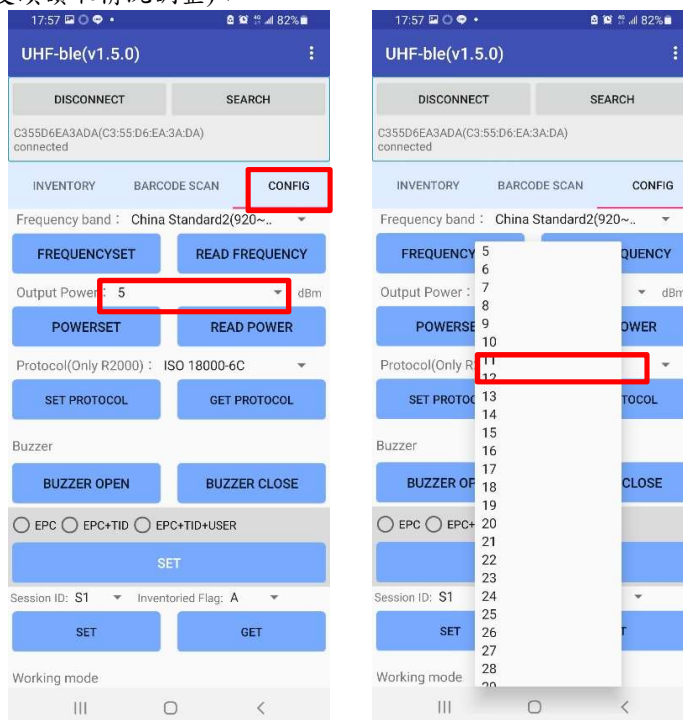 情況調整)：
17:57 82%
UHF-ble(v1.5.0)
DISCONNECT SEARCH
C355D6EA3ADA(C3:55:D6:EA:3A:DA)
connected
INVENTORY BARCODE SCAN CONFIG
Frequency band： China Standard2(920~..
FREQUENCYSET READ FREQUENCY
Output Power： 5 dBm
POWERSET READ POWER
Protocol(Only R2000)： ISO 18000-6C
SET PROTOCOL GET PROTOCOL
Buzzer
BUZZER OPEN BUZZER CLOSE
EPC EPC+TID EPC+TID+USER
SET
Session ID: S1 Inventoried Flag: A
SET GET
Working mode
17:57 82%
UHF-ble(v1.5.0)
DISCONNECT SEARCH
C355D6EA3ADA(C3:55:D6:EA:3A:DA)
connected
INVENTORY BARCODE SCAN CONFIG
Frequency band： China Standard2(920~..
FREQUENCY QUENCY
Output Power： dBm
POWERSE OWER
Protocol(Only R
SET PROTOC TOCOL
Buzzer
BUZZER OP CLOSE
EPC EPC+
Session ID: S1
SET T
Working mode
5
6
7
8
9
10
11
12
13
14
15
16
17
18
19
20
21
22
23
24
25
26
27
28
29